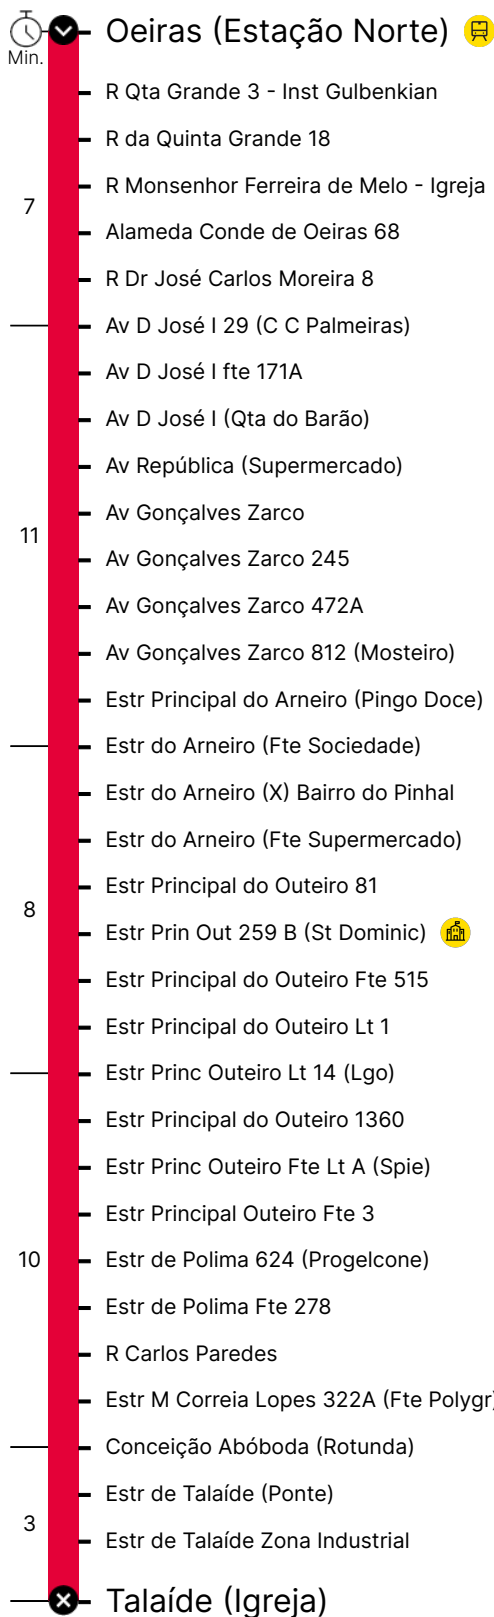 Oeiras (Estação Norte)
Min.
R Qta Grande 3 - Inst Gulbenkian
R da Quinta Grande 18
R Monsenhor Ferreira de Melo - Igreja
7
Alameda Conde de Oeiras 68
R Dr José Carlos Moreira 8
Av D José I 29 (C C Palmeiras)
Av D José I fte 171A
Av D José I (Qta do Barão)
Av República (Supermercado)
Av Gonçalves Zarco
11
Av Gonçalves Zarco 245
Av Gonçalves Zarco 472A
Av Gonçalves Zarco 812 (Mosteiro)
Estr Principal do Arneiro (Pingo Doce)
Estr do Arneiro (Fte Sociedade)
Estr do Arneiro (X) Bairro do Pinhal
Estr do Arneiro (Fte Supermercado)
Estr Principal do Outeiro 81
8
Estr Prin Out 259 B (St Dominic)
Estr Principal do Outeiro Fte 515
Estr Principal do Outeiro Lt 1
Estr Princ Outeiro Lt 14 (Lgo)
Estr Principal do Outeiro 1360
Estr Princ Outeiro Fte Lt A (Spie)
Estr Principal Outeiro Fte 3
10
Estr de Polima 624 (Progelcone)
Estr de Polima Fte 278
R Carlos Paredes
Estr M Correia Lopes 322A (Fte Polygr)
Conceição Abóboda (Rotunda)
Estr de Talaíde (Ponte)
3
Estr de Talaíde Zona Industrial
Talaíde (Igreja)